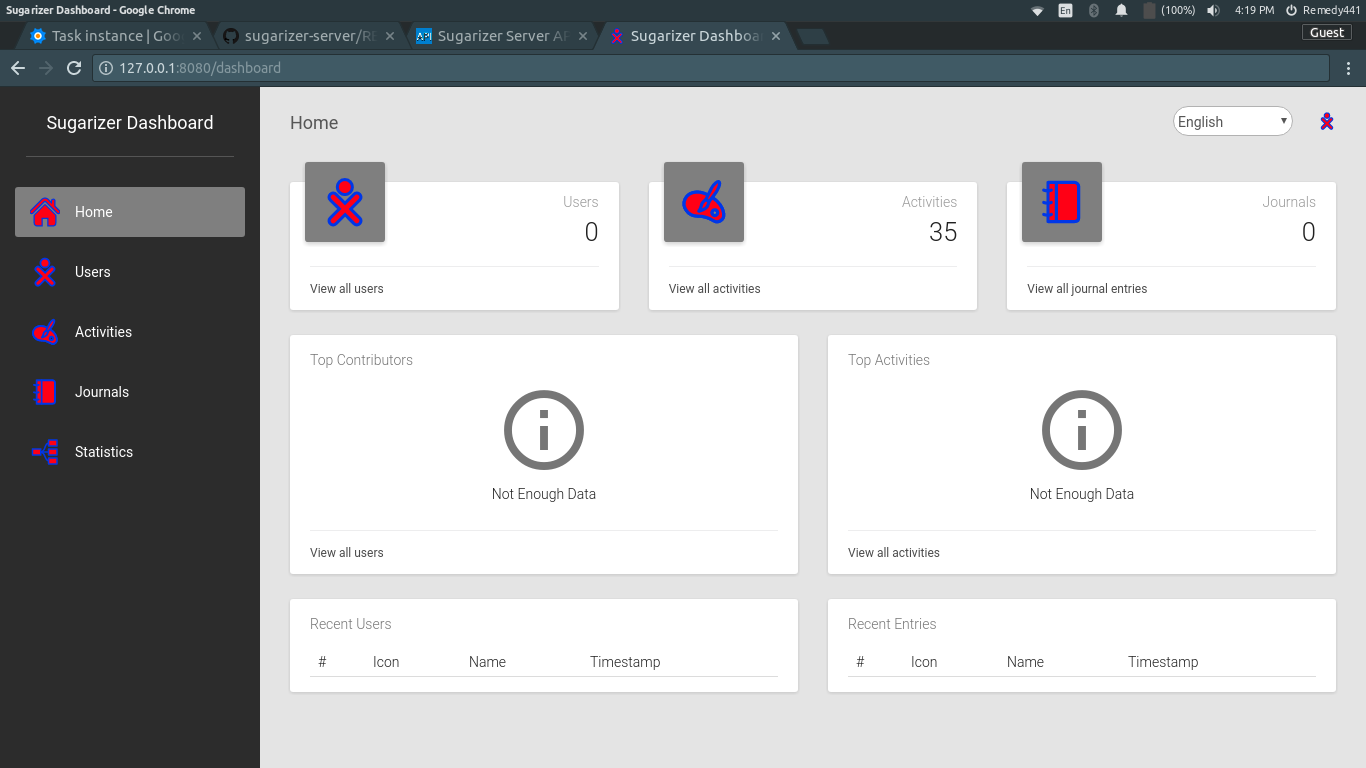 Sugarizer Dashboard - Google Chrome
En
(100%)
4:19 PM
Remedy441
Task instance | Goo
sugarizer-server/RE
Sugarizer Server AP
Sugarizer Dashboa
Guest
127.0.0.1:8080/dashboard
Sugarizer Dashboard
Home
Users
Activities
Journals
Statistics
Home
English
Users
0
View all users
Activities
35
View all activities
Journals
0
View all journal entries
Top Contributors
Not Enough Data
View all users
Top Activities
Not Enough Data
View all activities
Recent Users
# Icon Name Timestamp
Recent Entries
# Icon Name Timestamp